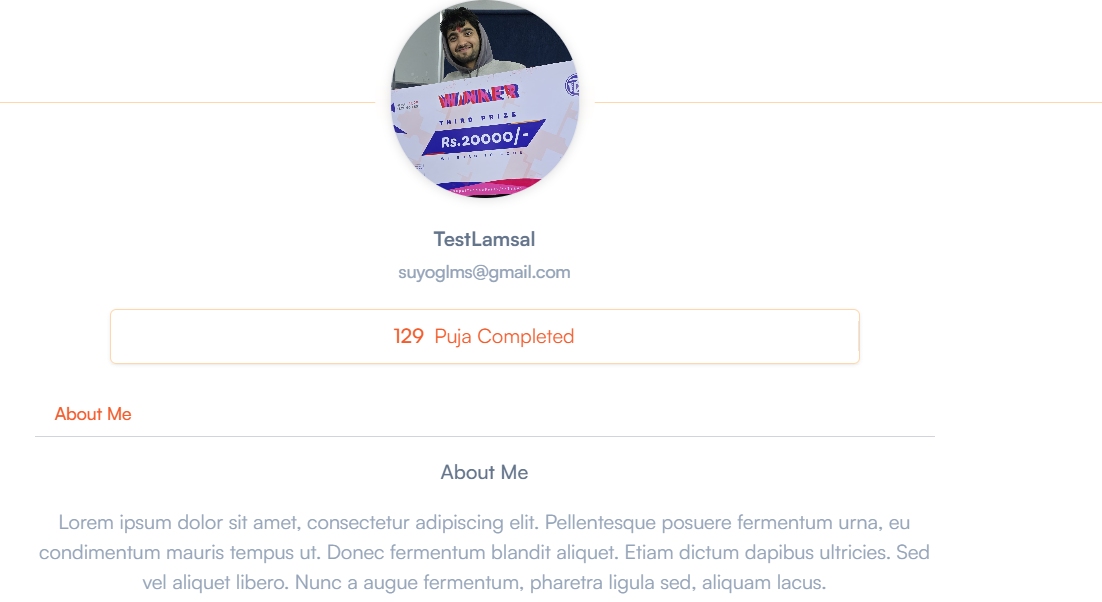 WINNER
THIRD PRIZE
Rs.20000/-
TestLamsal
suyoglms@gmail.com
129 Puja Completed
About Me
About Me
Lorem ipsum dolor sit amet, consectetur adipiscing elit. Pellentesque posuere fermentum urna, eu
condimentum mauris tempus ut. Donec fermentum blandit aliquet. Etiam dictum dapibus ultricies. Sed
vel aliquet libero. Nunc a augue fermentum, pharetra ligula sed, aliquam lacus.